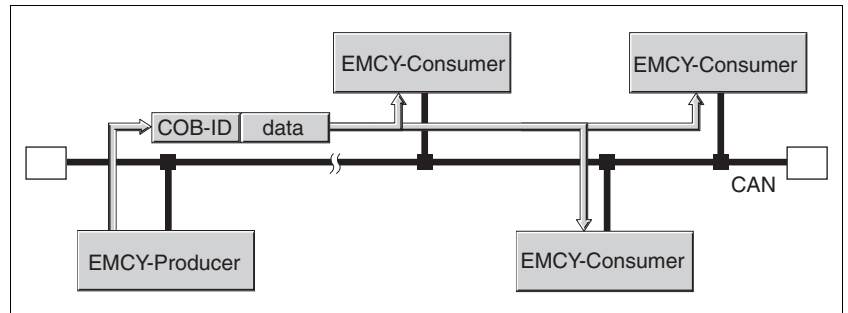 EMCY-Consumer
EMCY-Consumer
COB-ID
data
CAN
EMCY-Producer
EMCY-Consumer